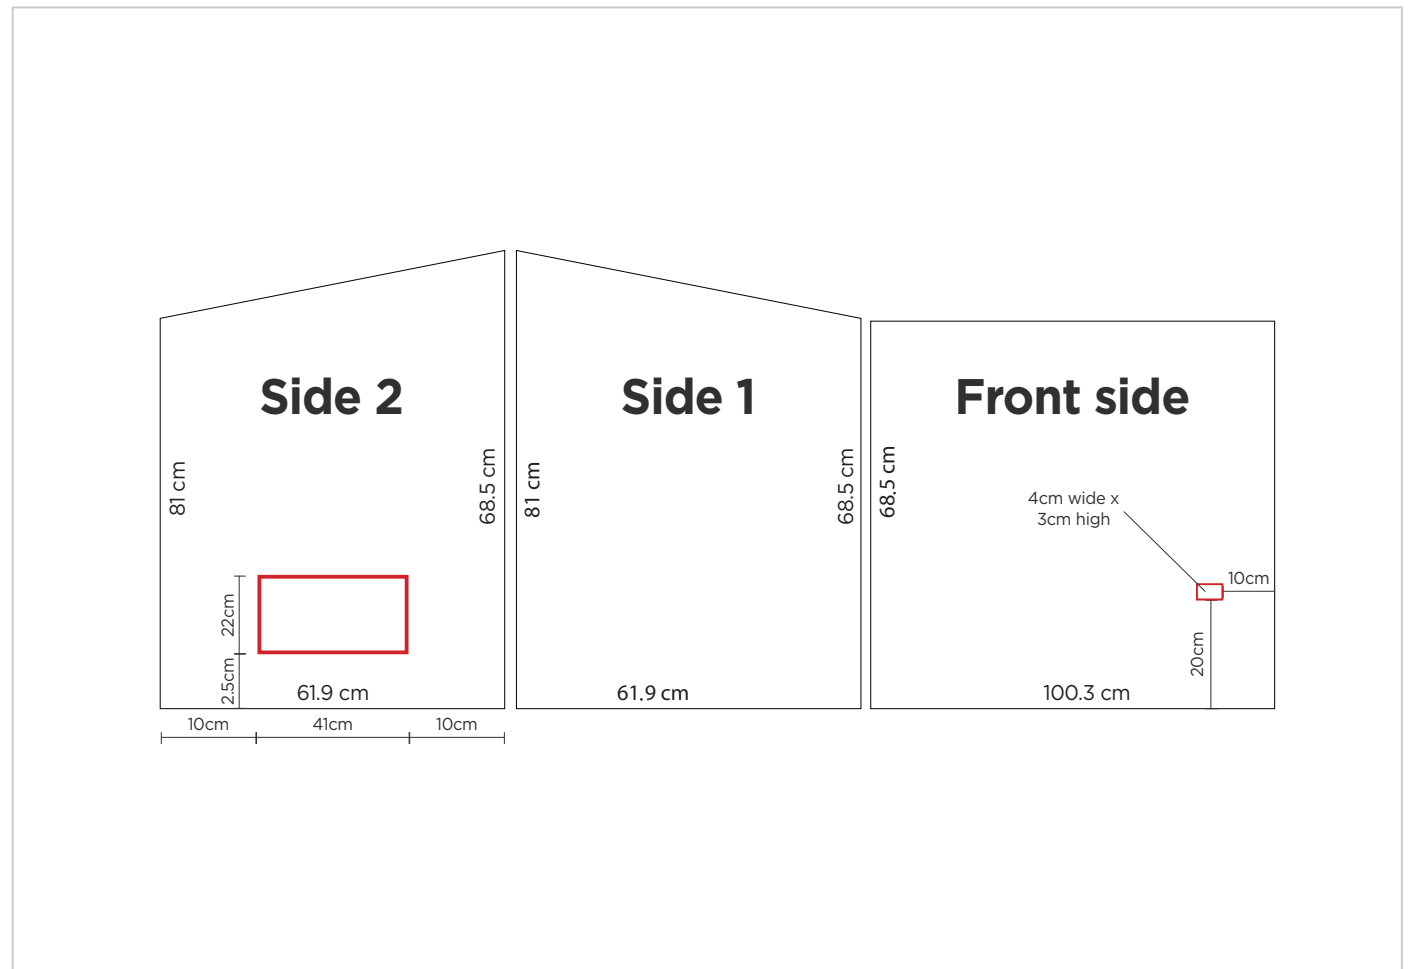 Side 2
81 cm
68.5 cm
22cm
2.5cm
61.9 cm
10cm
41cm
10cm
Side 1
81 cm
68.5 cm
61.9 cm
Front side
68.5 cm
4cm wide x
3cm high
10cm
20cm
100.3 cm